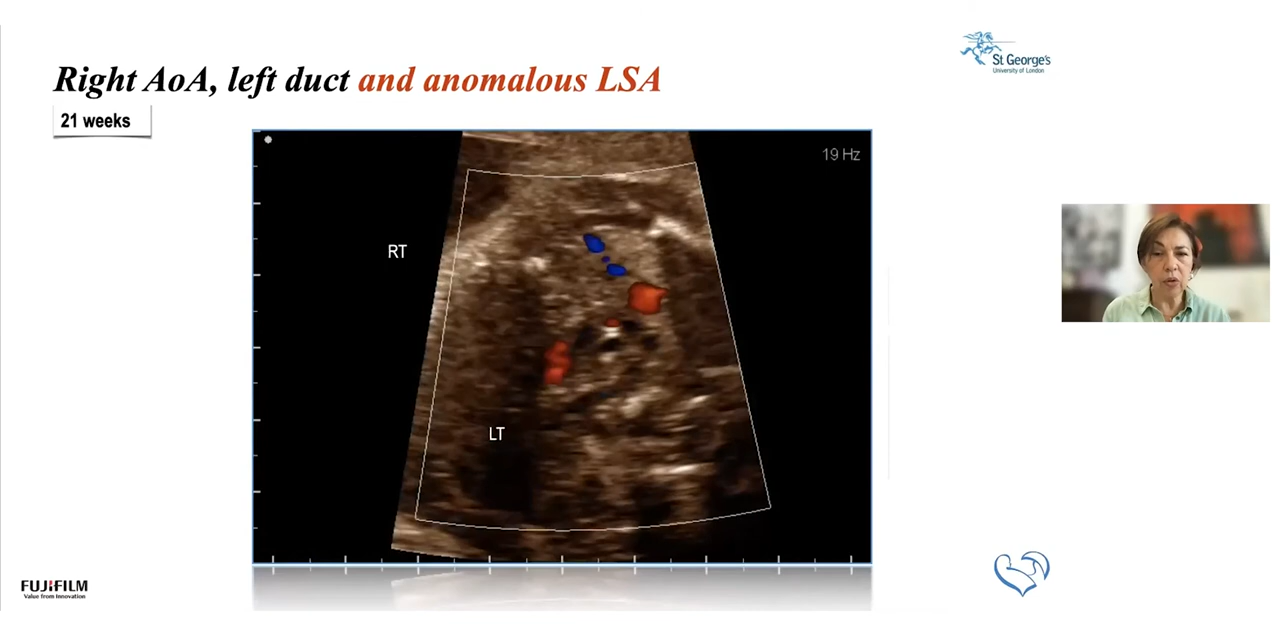 St George's
University of London
Right AoA, left duct and anomalous LSA
21 weeks
19 Hz
RT
LT
FUJIFILM
Value from Innovation